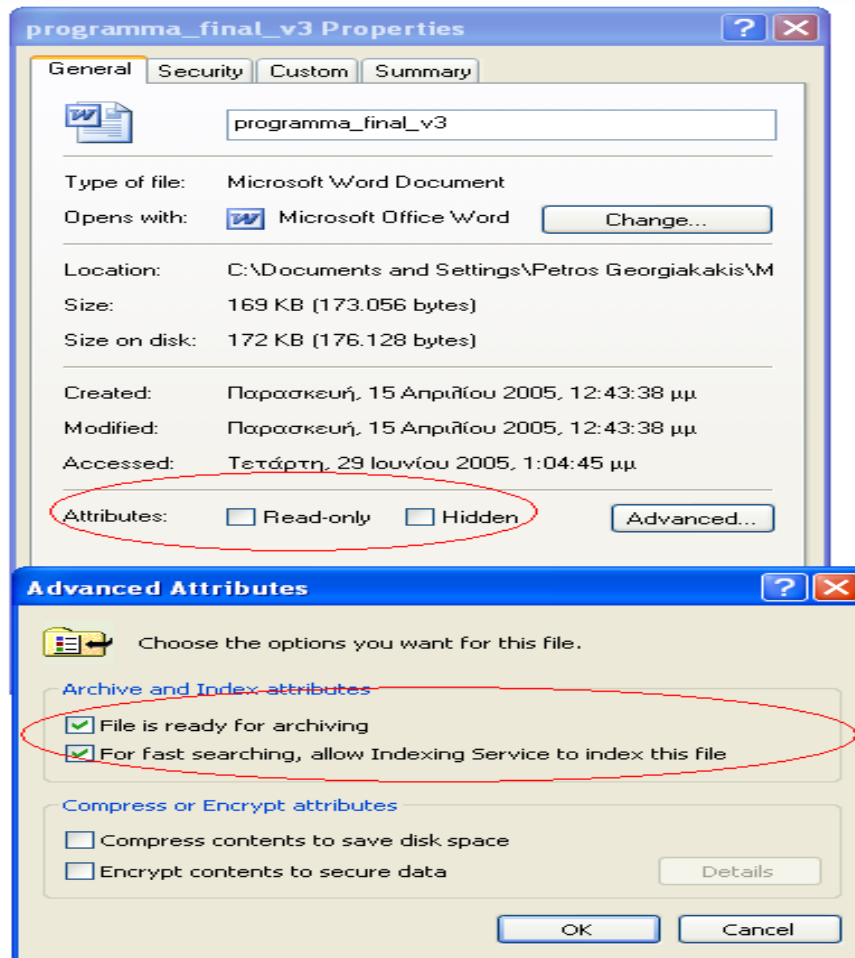 programma_final_v3 Properties
General Security Custom Summary
programma_final_v3
Type of file: Microsoft Word Document
Opens with: Microsoft Office Word Change...
Location: C:\Documents and Settings\Petros Georgiakakis\M
Size: 169 KB (173.056 bytes)
Size on disk: 172 KB (176.128 bytes)
Created: Παρασκευή, 15 Απριλίου 2005, 12:43:38 μμ
Modified: Παρασκευή, 15 Απριλίου 2005, 12:43:38 μμ
Accessed: Τετάρτη, 29 Ιουνίου 2005, 1:04:45 μμ
Attributes: Read-only Hidden Advanced...
Advanced Attributes
Choose the options you want for this file.
Archive and Index attributes
File is ready for archiving
For fast searching, allow Indexing Service to index this file
Compress or Encrypt attributes
Compress contents to save disk space
Encrypt contents to secure data Details
OK Cancel